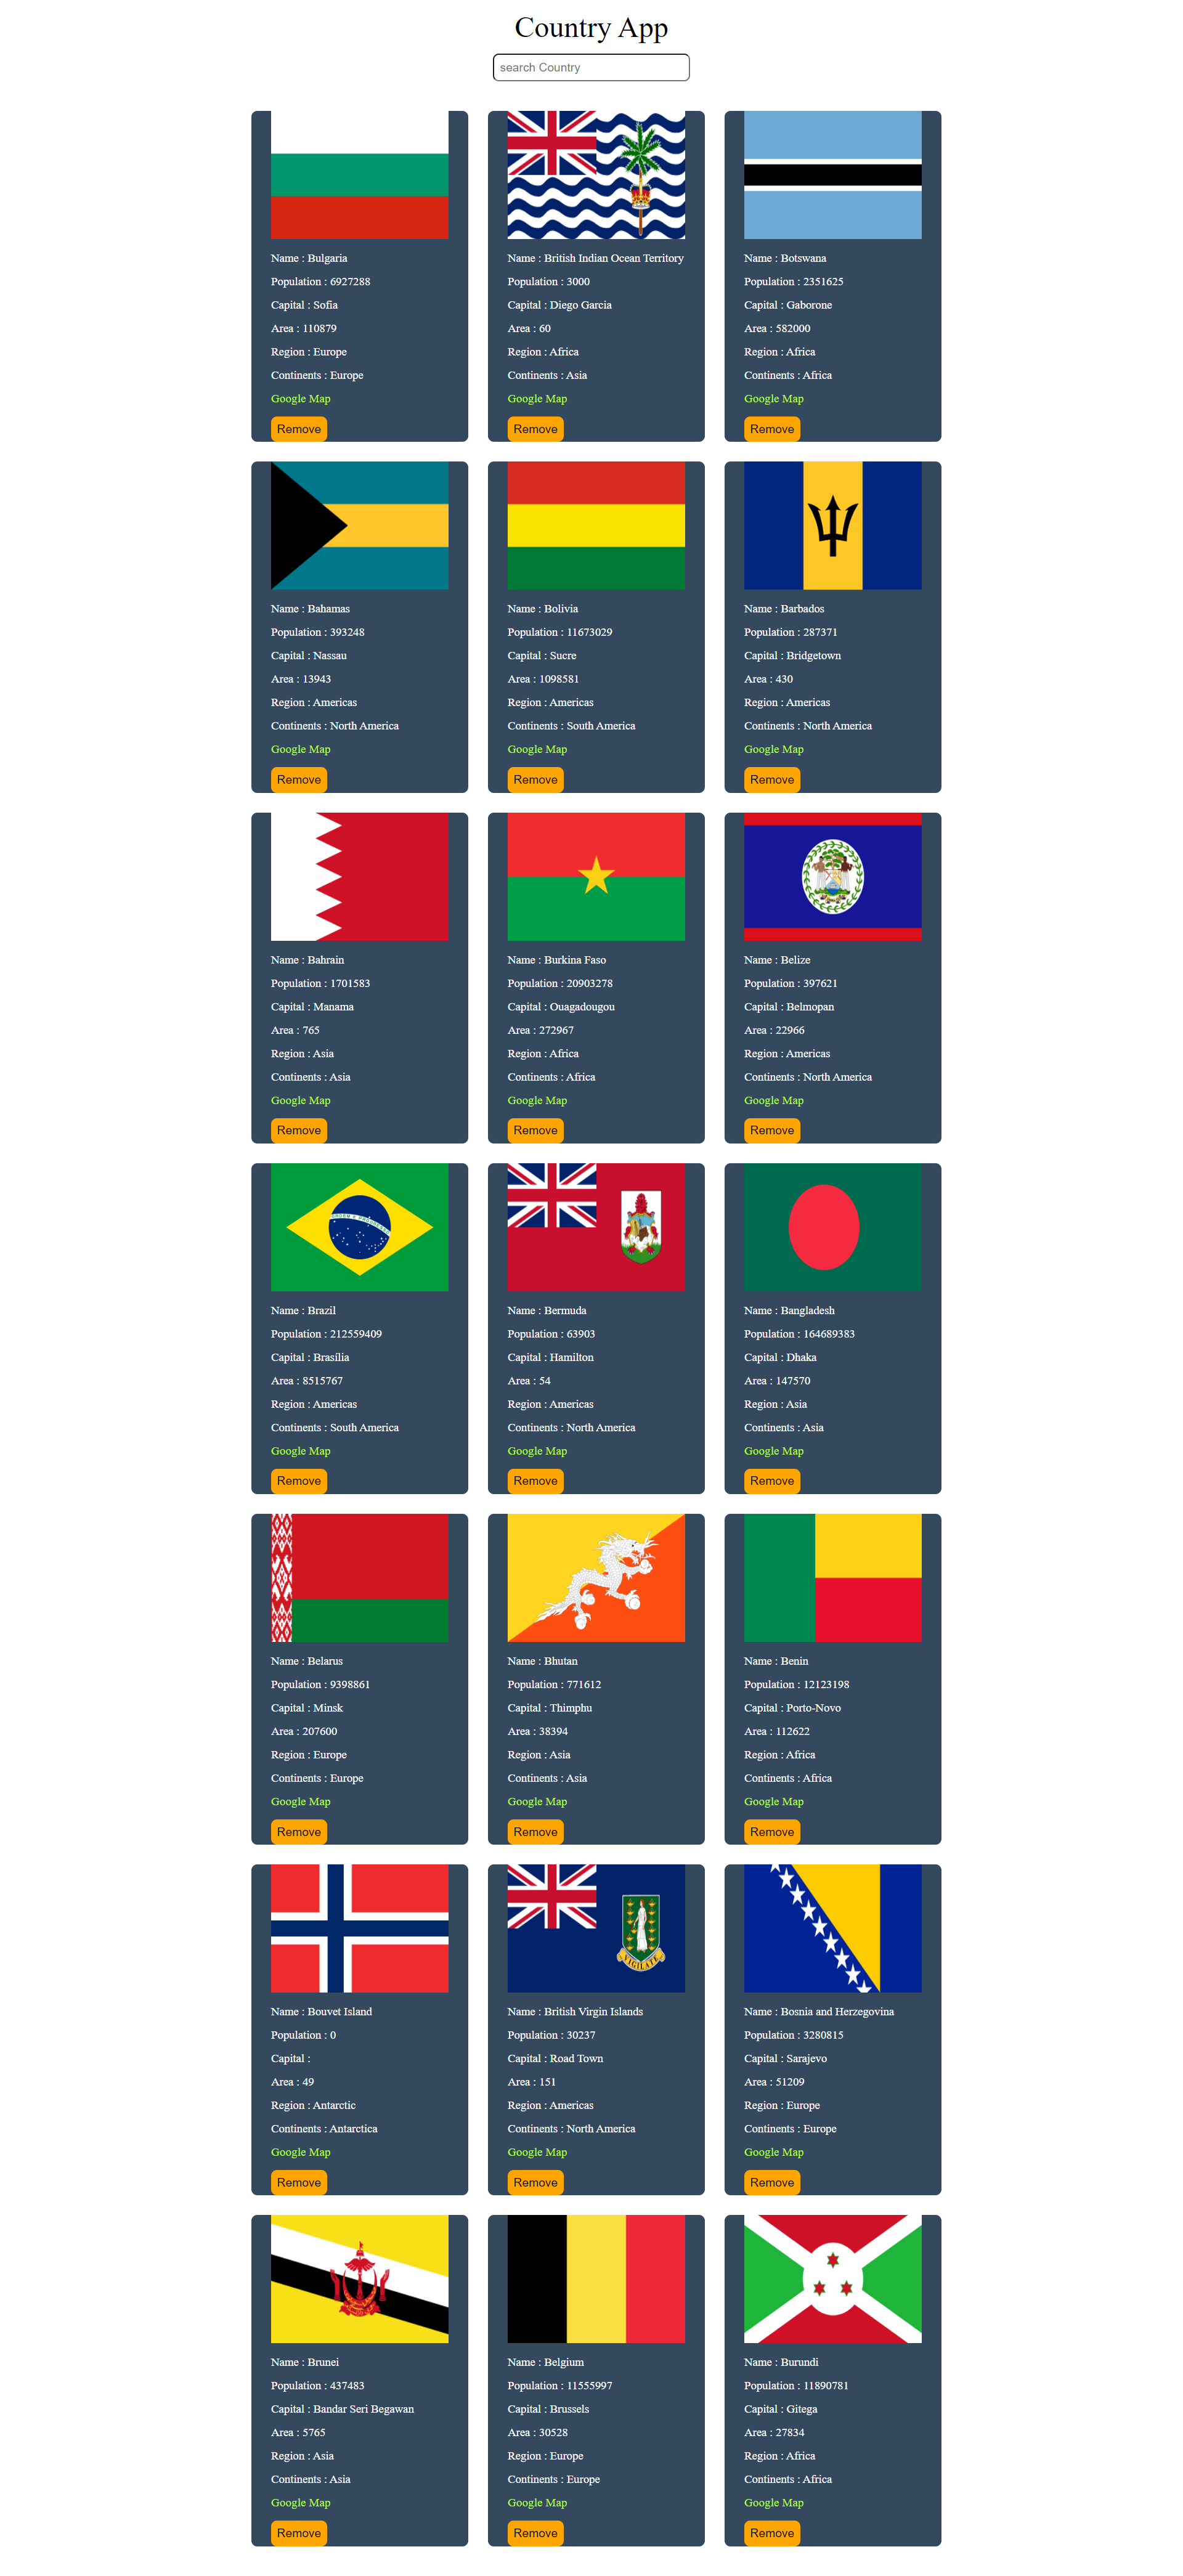 Country App
search Country
Name : Bulgaria
Population : 6927288
Capital : Sofia
Area : 110879
Region : Europe
Continents : Europe
Google Map
Remove
Name : British Indian Ocean Territory
Population : 3000
Capital : Diego Garcia
Area : 60
Region : Africa
Continents : Asia
Google Map
Remove
Name : Botswana
Population : 2351625
Capital : Gaborone
Area : 582000
Region : Africa
Continents : Africa
Google Map
Remove
Name : Bahamas
Population : 393248
Capital : Nassau
Area : 13943
Region : Americas
Continents : North America
Google Map
Remove
Name : Bolivia
Population : 11673029
Capital : Sucre
Area : 1098581
Region : Americas
Continents : South America
Google Map
Remove
Name : Barbados
Population : 287371
Capital : Bridgetown
Area : 430
Region : Americas
Continents : North America
Google Map
Remove
Name : Bahrain
Population : 1701583
Capital : Manama
Area : 765
Region : Asia
Continents : Asia
Google Map
Remove
Name : Burkina Faso
Population : 20903278
Capital : Ouagadougou
Area : 272967
Region : Africa
Continents : Africa
Google Map
Remove
Name : Belize
Population : 397621
Capital : Belmopan
Area : 22966
Region : Americas
Continents : North America
Google Map
Remove
Name : Brazil
Population : 212559409
Capital : Brasília
Area : 8515767
Region : Americas
Continents : South America
Google Map
Remove
Name : Bermuda
Population : 63903
Capital : Hamilton
Area : 54
Region : Americas
Continents : North America
Google Map
Remove
Name : Bangladesh
Population : 164689383
Capital : Dhaka
Area : 147570
Region : Asia
Continents : Asia
Google Map
Remove
Name : Belarus
Population : 9398861
Capital : Minsk
Area : 207600
Region : Europe
Continents : Europe
Google Map
Remove
Name : Bhutan
Population : 771612
Capital : Thimphu
Area : 38394
Region : Asia
Continents : Asia
Google Map
Remove
Name : Benin
Population : 12123198
Capital : Porto-Novo
Area : 112622
Region : Africa
Continents : Africa
Google Map
Remove
Name : Bouvet Island
Population : 0
Capital :
Area : 49
Region : Antarctic
Continents : Antarctica
Google Map
Remove
VIGILATE
Name : British Virgin Islands
Population : 30237
Capital : Road Town
Area : 151
Region : Americas
Continents : North America
Google Map
Remove
Name : Bosnia and Herzegovina
Population : 3280815
Capital : Sarajevo
Area : 51209
Region : Europe
Continents : Europe
Google Map
Remove
Name : Brunei
Population : 437483
Capital : Bandar Seri Begawan
Area : 5765
Region : Asia
Continents : Asia
Google Map
Remove
Name : Belgium
Population : 11555997
Capital : Brussels
Area : 30528
Region : Europe
Continents : Europe
Google Map
Remove
Name : Burundi
Population : 11890781
Capital : Gitega
Area : 27834
Region : Africa
Continents : Africa
Google Map
Remove